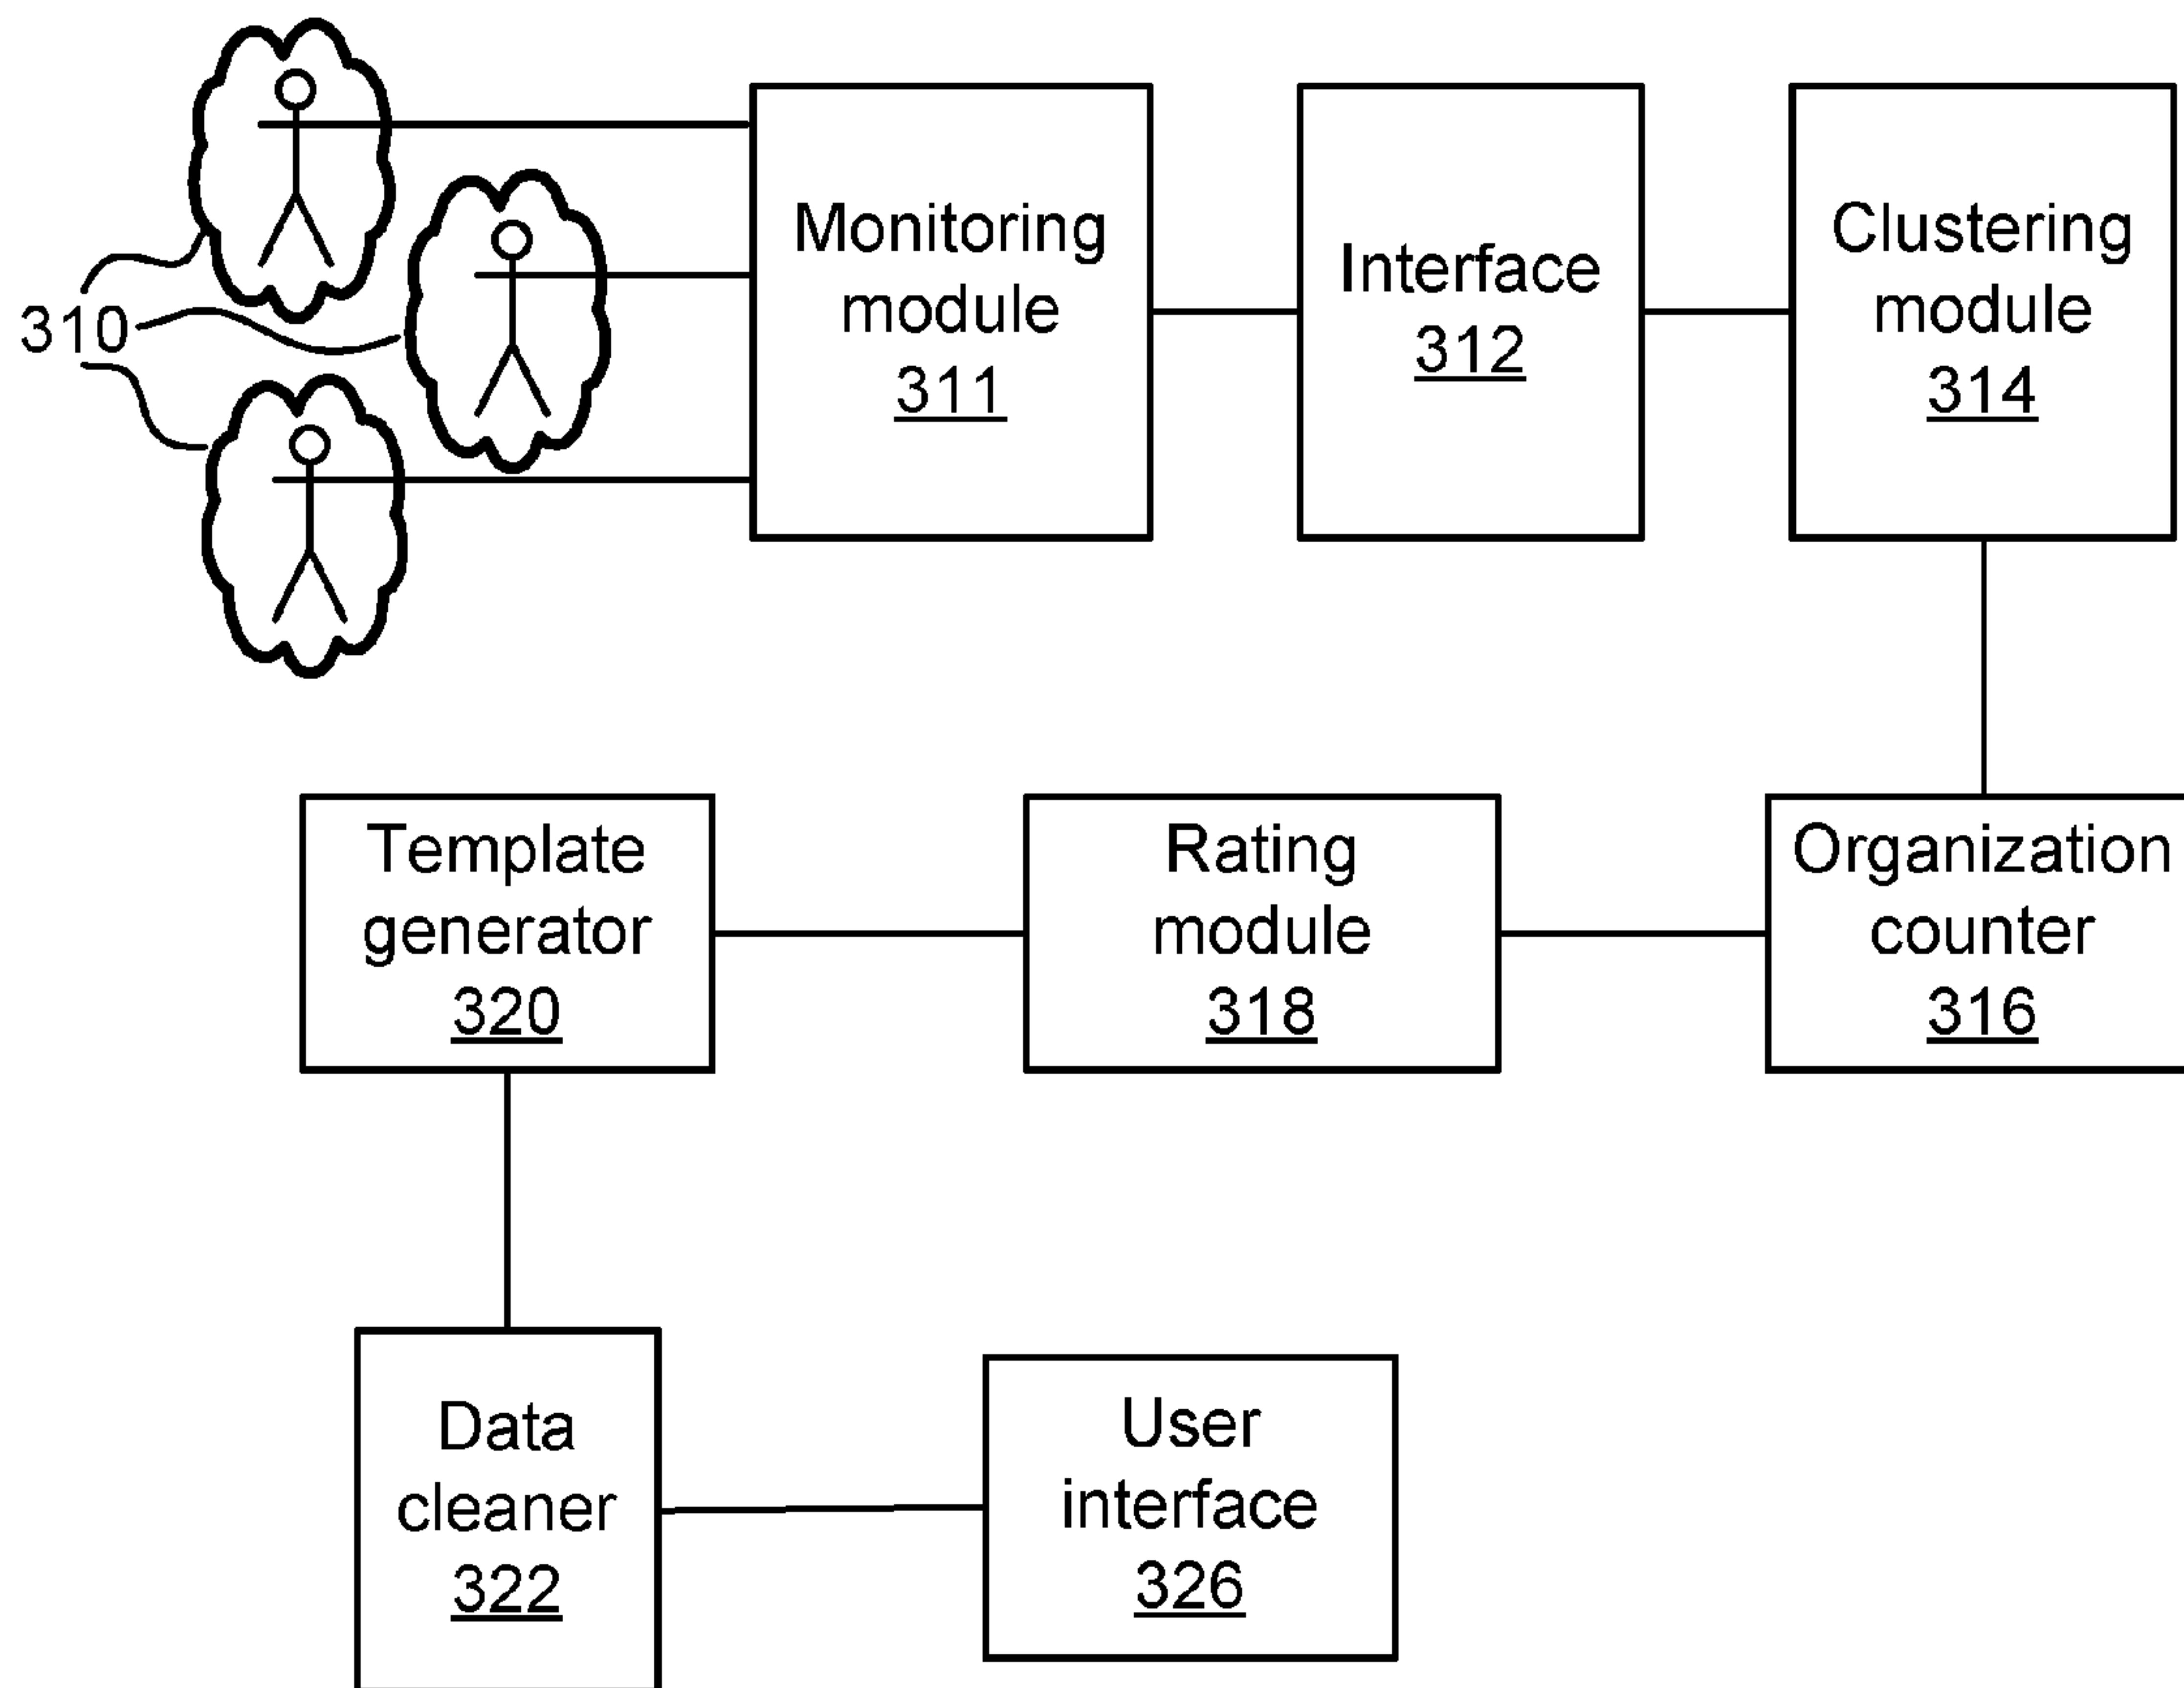 310
Monitoring
module
311
Interface
312
Clustering
module
314
Template
generator
320
Rating
module
318
Organization
counter
316
Data
cleaner
322
User
interface
326